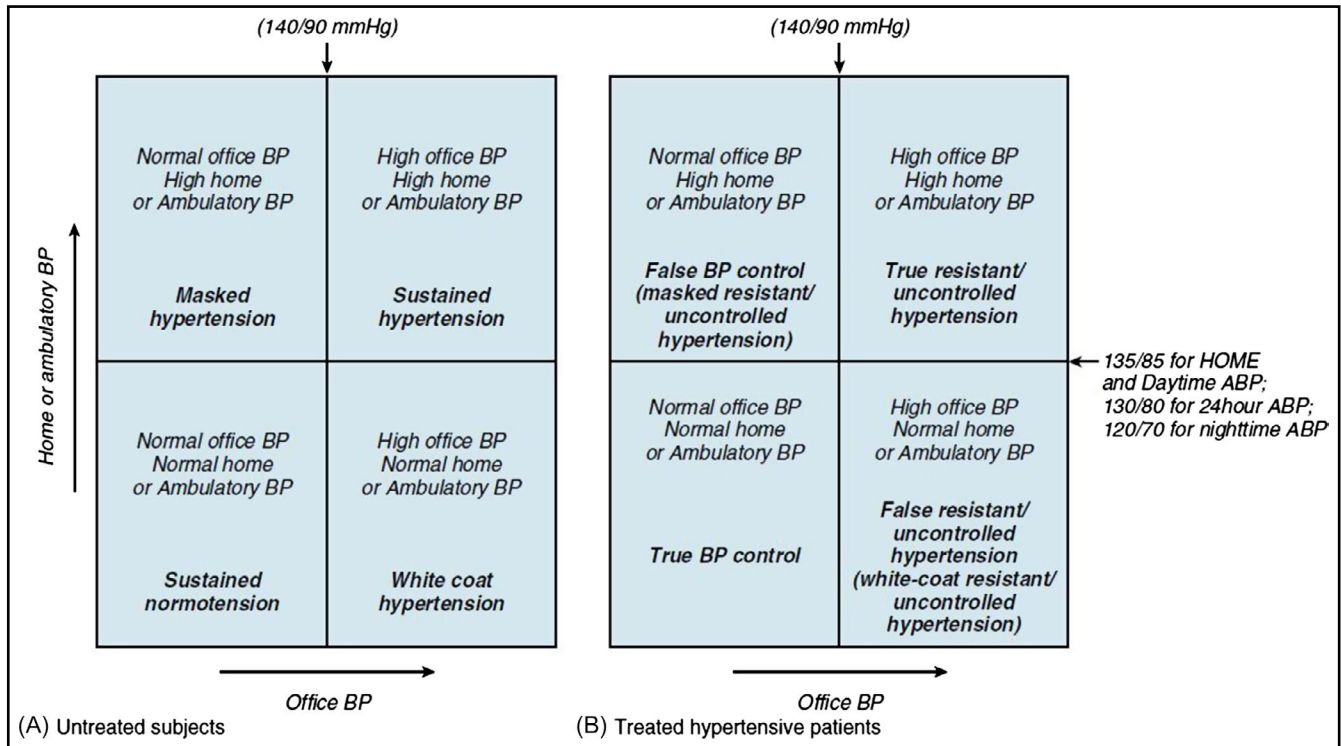 (140/90 mmHg)
Home or ambulatory BP
Normal office BP
High home
or Ambulatory BP
Masked
hypertension
High office BP
High home
or Ambulatory BP
Sustained
hypertension
Normal office BP
Normal home
or Ambulatory BP
Sustained
normotension
High office BP
Normal home
or Ambulatory BP
White coat
hypertension
Office BP
(A) Untreated subjects
(140/90 mmHg)
Normal office BP
High home
or Ambulatory BP
False BP control
(masked resistant/
uncontrolled
hypertension)
High office BP
High home
or Ambulatory BP
True resistant/
uncontrolled
hypertension
135/85 for HOME
and Daytime ABP;
130/80 for 24hour ABP;
120/70 for nighttime ABP'
Normal office BP
Normal home
or Ambulatory BP
True BP control
High office BP
Normal home
or Ambulatory BP
False resistant/
uncontrolled
hypertension
(white-coat resistant/
uncontrolled
hypertension)
Office BP
(B) Treated hypertensive patients